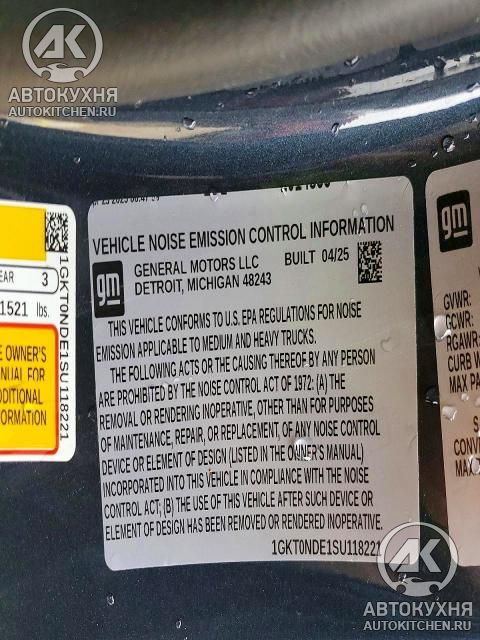 AK
АВТОКУХНЯ
AUTOKITCHEN.RU
VEHICLE NOISE EMISSION CONTROL INFORMATION
gm
GENERAL MOTORS LLC BUILT 04/25
DETROIT, MICHIGAN 48243
THIS VEHICLE CONFORMS TO U.S. EPA REGULATIONS FOR NOISE
EMISSION APPLICABLE TO MEDIUM AND HEAVY TRUCKS.
THE FOLLOWING ACTS OR THE CAUSING THEREOF BY ANY PERSON
ARE PROHIBITED BY THE NOISE CONTROL ACT OF 1972: (A) THE
REMOVAL OR RENDERING INOPERATIVE, OTHER THAN FOR PURPOSES
OF MAINTENANCE, REPAIR, OR REPLACEMENT, OF ANY NOISE CONTROL
DEVICE OR ELEMENT OF DESIGN (LISTED IN THE OWNER'S MANUAL)
INCORPORATED INTO THIS VEHICLE IN COMPLIANCE WITH THE NOISE
CONTROL ACT; (B) THE USE OF THIS VEHICLE AFTER SUCH DEVICE OR
ELEMENT OF DESIGN HAS BEEN REMOVED OR RENDERED INOPERATIVE.
1GKT0NDE1SU118221
EAR 3
1521 lbs.
OWNER'S
FOR
1GKT0NDE1SU118221
gm
GVWR:
GCWR:
RGAWR:
CURB W
MAX PA
S
CONVE
MAX
AK
АВТОКУХНЯ
AUTOKITCHEN.RU